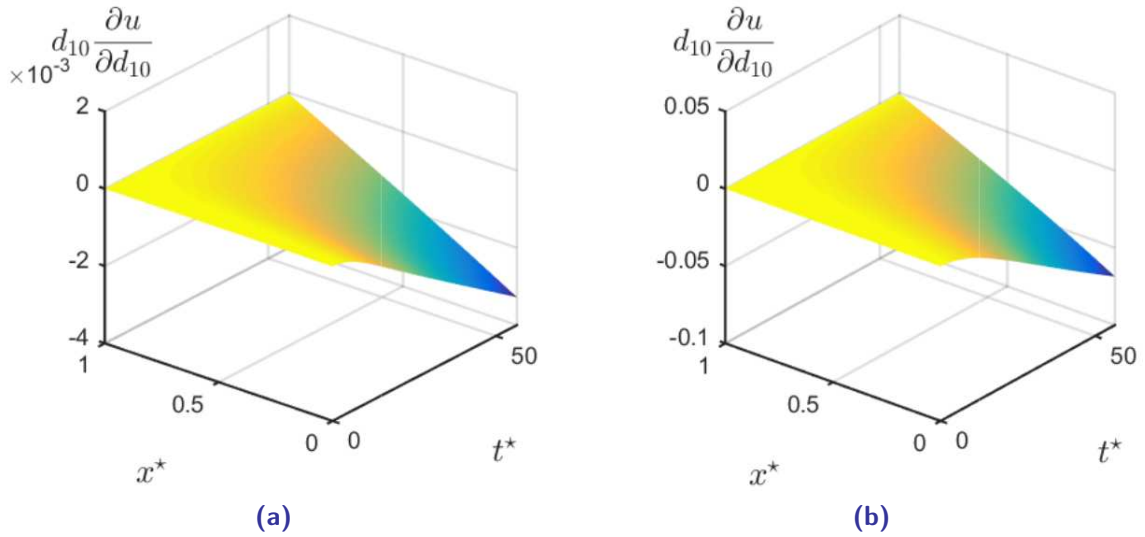 d₁₀ ∂u/∂d₁₀
×10⁻³
2
0
-2
-4
1
0.5
0
0
50
x⋆
t⋆
(a)
d₁₀ ∂u/∂d₁₀
0.05
0
-0.05
-0.1
1
0.5
0
0
50
x⋆
t⋆
(b)